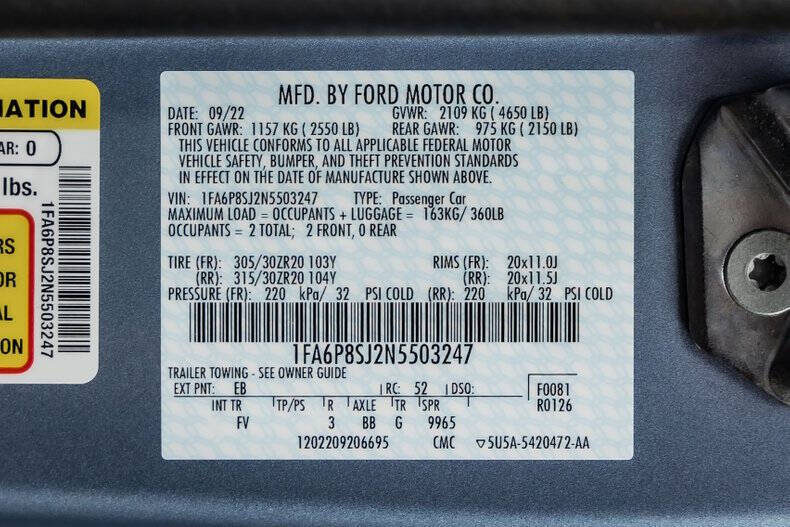 MATION
AR: 0
lbs.
RS
OR
AL
ION
1FA6P8SJ2N5503247
MFD. BY FORD MOTOR CO.
DATE: 09/22 GVWR: 2109 KG ( 4650 LB)
FRONT GAWR: 1157 KG ( 2550 LB) REAR GAWR: 975 KG ( 2150 LB)
THIS VEHICLE CONFORMS TO ALL APPLICABLE FEDERAL MOTOR
VEHICLE SAFETY, BUMPER, AND THEFT PREVENTION STANDARDS
IN EFFECT ON THE DATE OF MANUFACTURE SHOWN ABOVE.
VIN: 1FA6P8SJ2N5503247 TYPE: Passenger Car
MAXIMUM LOAD = OCCUPANTS + LUGGAGE = 163KG/ 360LB
OCCUPANTS = 2 TOTAL; 2 FRONT, 0 REAR
TIRE (FR): 305/30ZR20 103Y RIMS (FR): 20x11.0J
(RR): 315/30ZR20 104Y (RR): 20x11.5J
PRESSURE (FR): 220 kPa/ 32 PSI COLD (RR): 220 kPa/ 32 PSI COLD
1FA6P8SJ2N5503247
TRAILER TOWING - SEE OWNER GUIDE
EXT PNT: EB RC: 52 DSO: F0081
INT TR TP/PS R AXLE TR SPR R0126
FV 3 BB G 9965
1202209206695 CMC ▽5U5A-5420472-AA